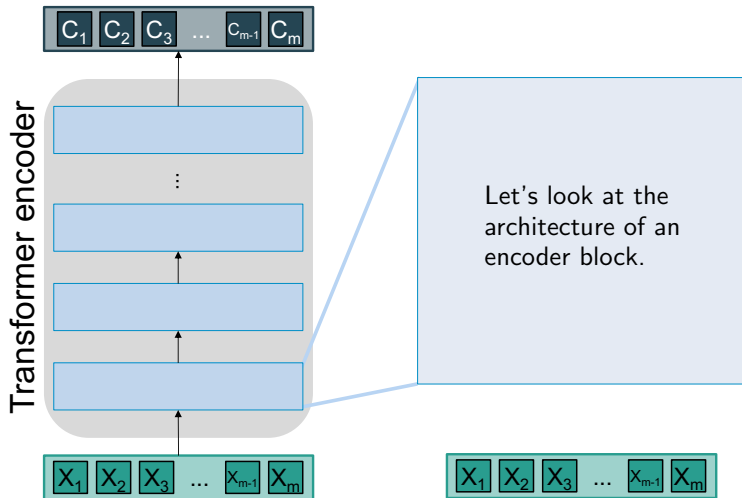 C₁ C₂ C₃ ... Cₘ₋₁ Cₘ
Transformer encoder
...
Let's look at the
architecture of an
encoder block.
X₁ X₂ X₃ ... Xₘ₋₁ Xₘ
X₁ X₂ X₃ ... Xₘ₋₁ Xₘ